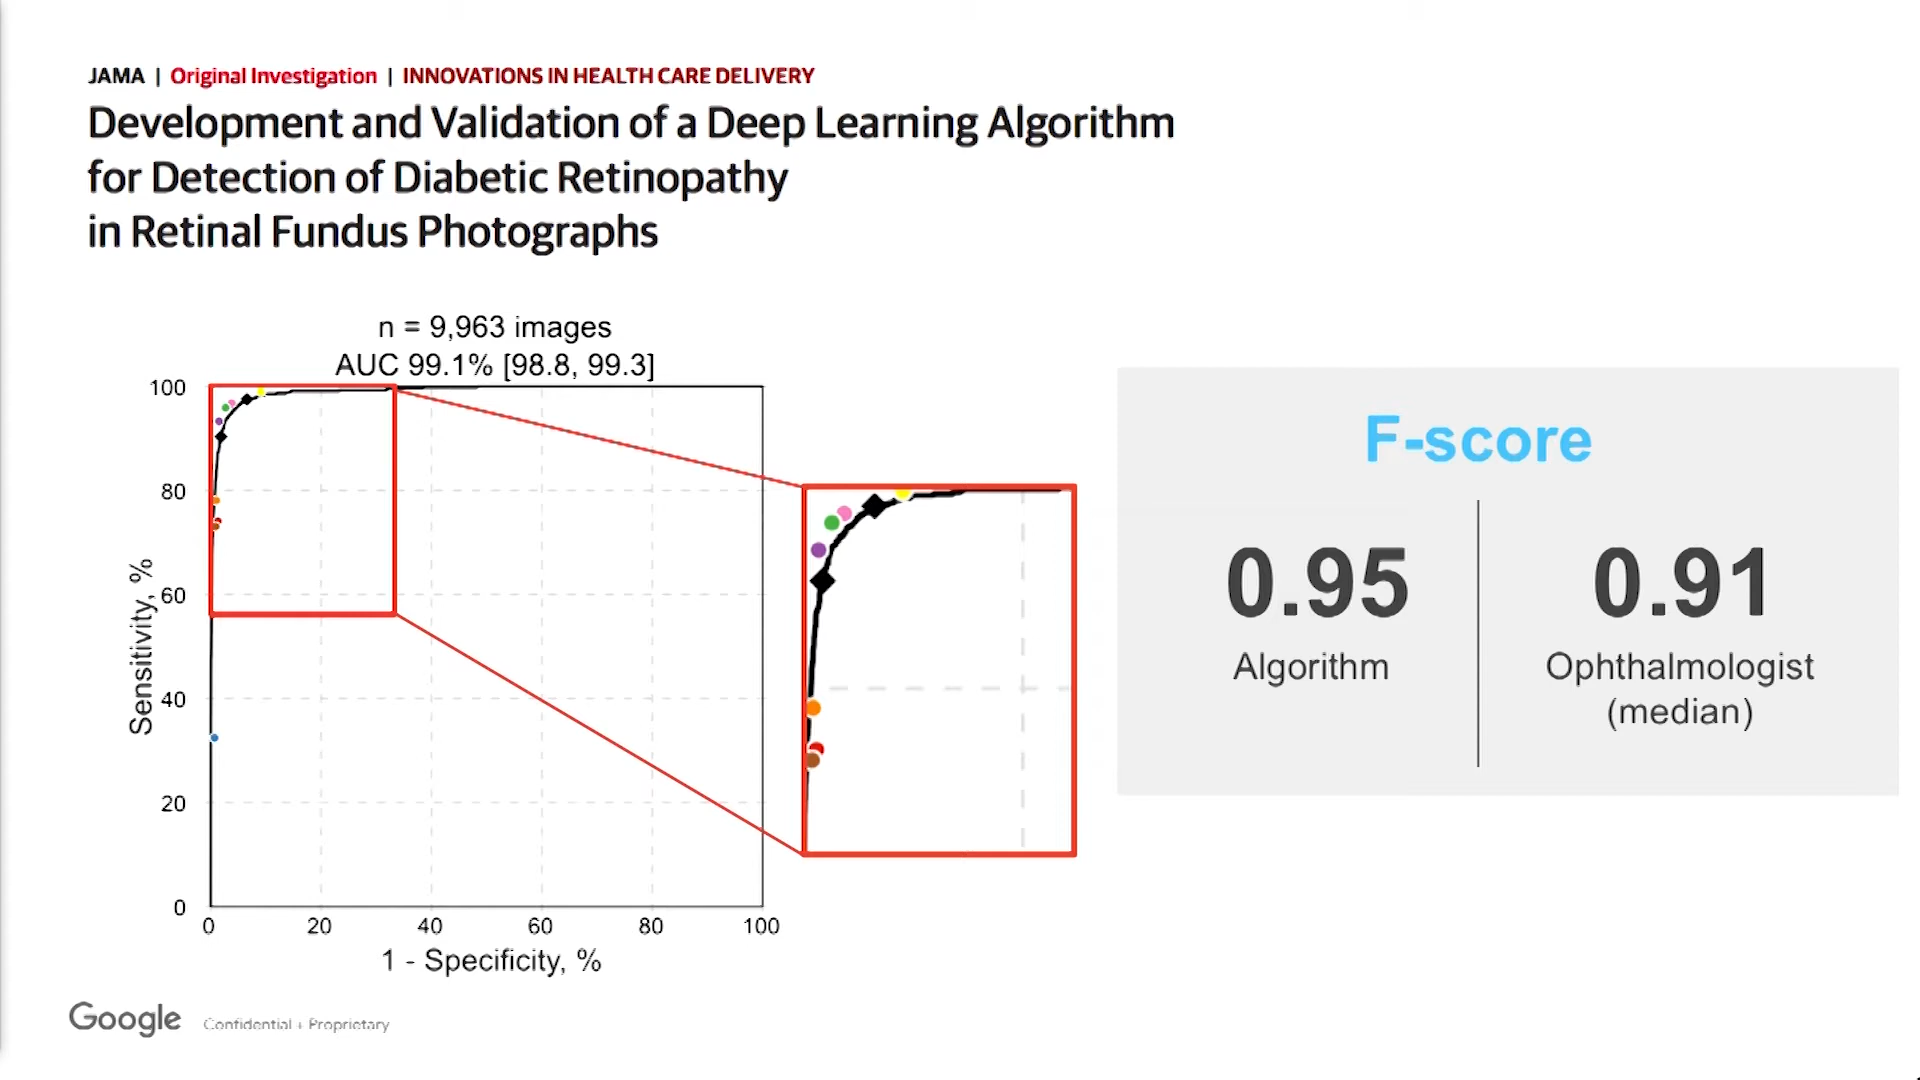 JAMA | Original Investigation | INNOVATIONS IN HEALTH CARE DELIVERY
Development and Validation of a Deep Learning Algorithm
for Detection of Diabetic Retinopathy
in Retinal Fundus Photographs
n = 9,963 images
AUC 99.1% [98.8, 99.3]
100
80
60
40
20
0
Sensitivity, %
0 20 40 60 80 100
1 - Specificity, %
F-score
0.95
Algorithm
0.91
Ophthalmologist
(median)
Google Confidential + Proprietary